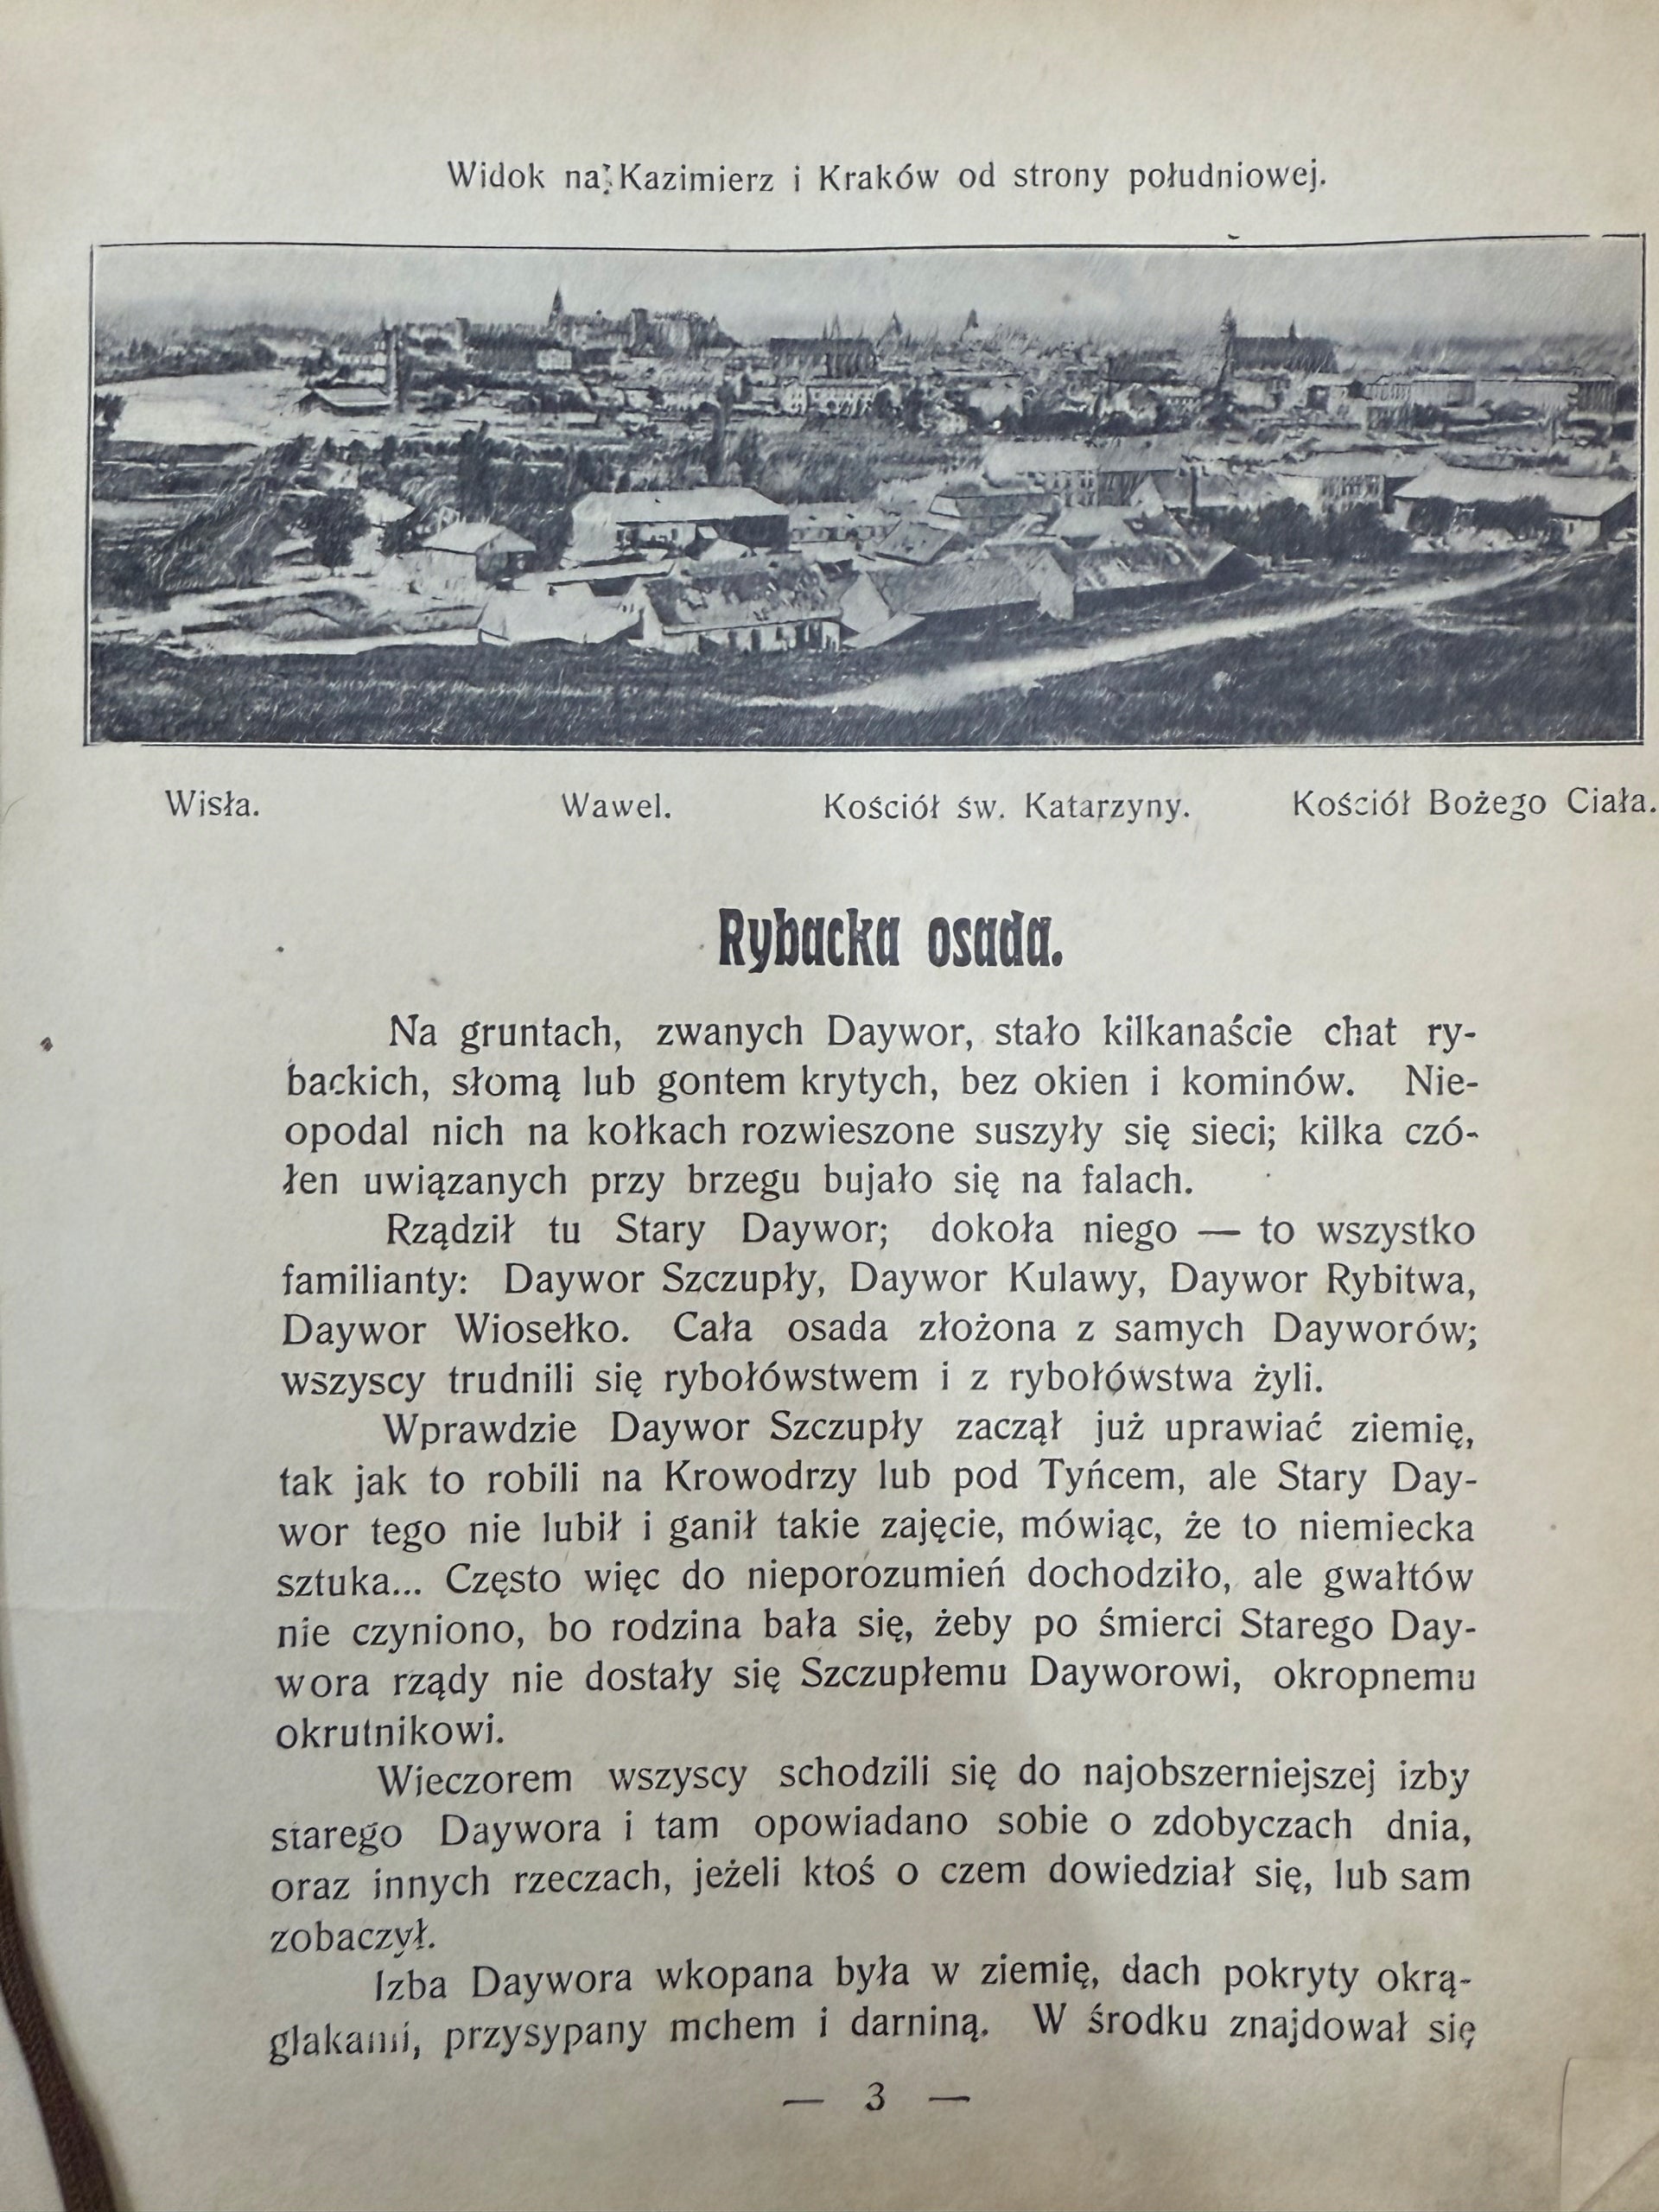 Widok na Kazimierz i Kraków od strony południowej.
Wisła. Wawel. Kościół św. Katarzyny. Kościół Bożego Ciała.
Rybacka osada.
Na gruntach, zwanych Daywor, stało kilkanaście chat ry-
backich, słomą lub gontem krytych, bez okien i kominów. Nie-
opodal nich na kołkach rozwieszone suszyły się sieci; kilka czó-
łen uwiązanych przy brzegu bujało się na falach.
Rządził tu Stary Daywor; dokoła niego — to wszystko
familianty: Daywor Szczupły, Daywor Kulawy, Daywor Rybitwa,
Daywor Wiosełko. Cała osada złożona z samych Dayworów;
wszyscy trudnili się rybołówstwem i z rybołówstwa żyli.
Wprawdzie Daywor Szczupły zaczął już uprawiać ziemię,
tak jak to robili na Krowodrzy lub pod Tyńcem, ale Stary Day-
wor tego nie lubił i ganił takie zajęcie, mówiąc, że to niemiecka
sztuka... Często więc do nieporozumień dochodziło, ale gwałtów
nie czyniono, bo rodzina bała się, żeby po śmierci Starego Day-
wora rządy nie dostały się Szczupłemu Dayworowi, okropnemu
okrutnikowi.
Wieczorem wszyscy schodzili się do najobszerniejszej izby
starego Daywora i tam opowiadano sobie o zdobyczach dnia,
oraz innych rzeczach, jeżeli ktoś o czem dowiedział się, lub sam
zobaczył.
Izba Daywora wkopana była w ziemię, dach pokryty okrą-
glakami, przysypany mchem i darniną. W środku znajdował się
— 3 —